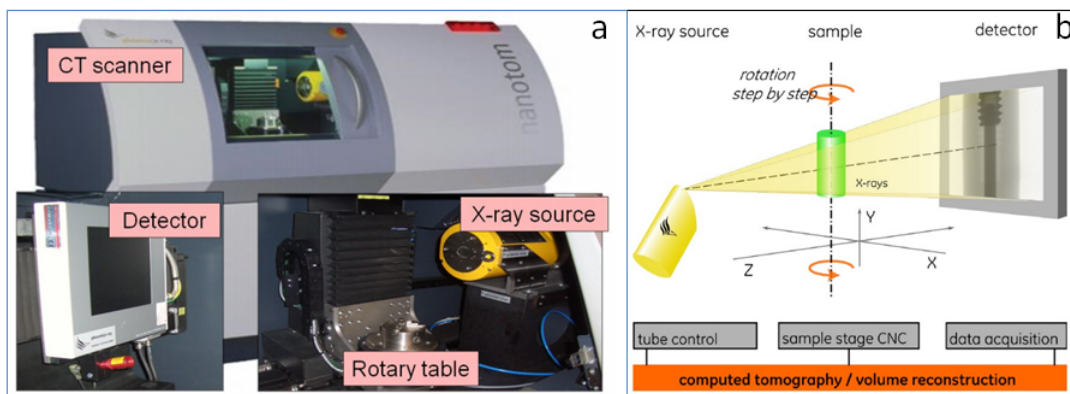 a
CT scanner
nanotom
Detector
X-ray source
Rotary table
b
X-ray source
sample
detector
rotation
step by step
X-rays
Y
Z
X
tube control
sample stage CNC
data acquisition
computed tomography / volume reconstruction